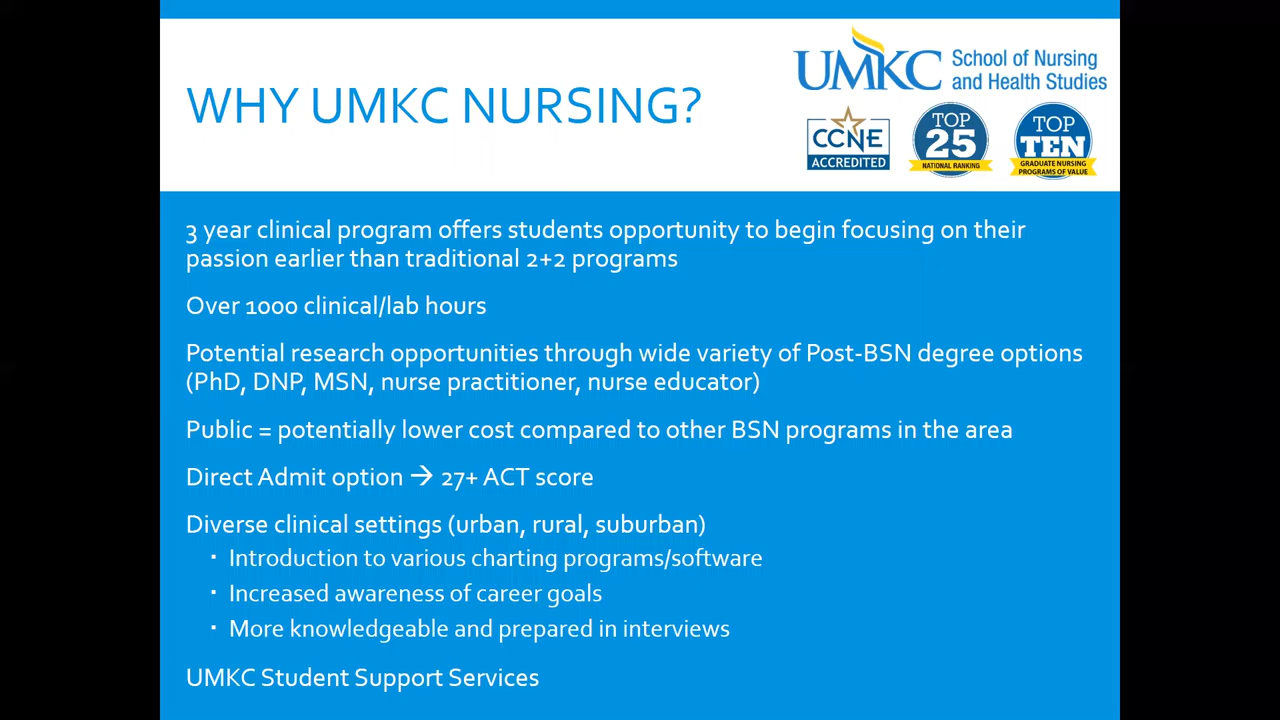 UMKC School of Nursing
and Health Studies
WHY UMKC NURSING?
CCNE
ACCREDITED
TOP
25
NATIONAL RANKING
TOP
TEN
GRADUATE NURSING
PROGRAMS OF VALUE
3 year clinical program offers students opportunity to begin focusing on their
passion earlier than traditional 2+2 programs
Over 1000 clinical/lab hours
Potential research opportunities through wide variety of Post-BSN degree options
(PhD, DNP, MSN, nurse practitioner, nurse educator)
Public = potentially lower cost compared to other BSN programs in the area
Direct Admit option → 27+ ACT score
Diverse clinical settings (urban, rural, suburban)
▪ Introduction to various charting programs/software
▪ Increased awareness of career goals
▪ More knowledgeable and prepared in interviews
UMKC Student Support Services